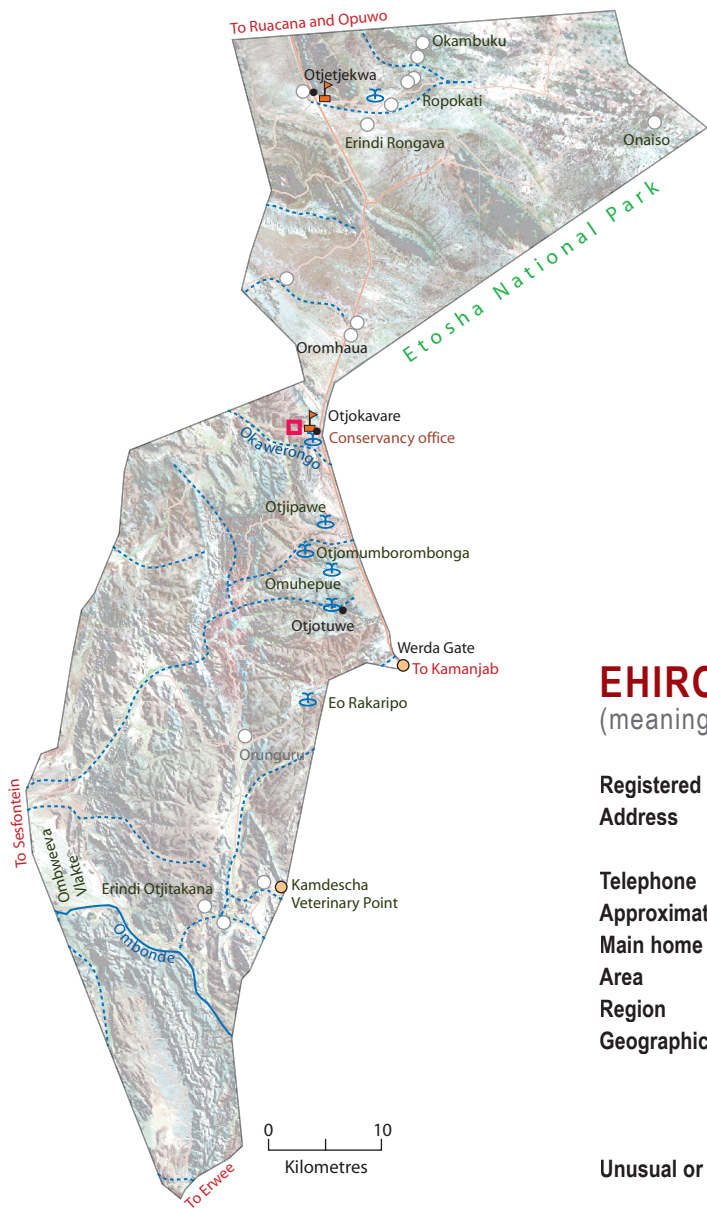 To Ruacana and Opuwo
Okambuku
Otjetjekwa
Ropokati
Erindi Rongava
Onaiso
Etosha National Park
Oromhaua
Otjokavare
Conservancy office
Okawerongo
Otjipawe
Otjomumborombonga
Omuhepue
Otjotuwe
Werda Gate
To Kamanjab
Eo Rakaripo
Orunguru
To Sesfontein
Ombweeva
Vlakte
Erindi Otjitakana
Kamdescha
Veterinary Point
Ombonde
0 10
Kilometres
To Erwee
EHIRO
(meaning
Registered
Address
Telephone
Approximat
Main home
Area
Region
Geographic
Unusual or